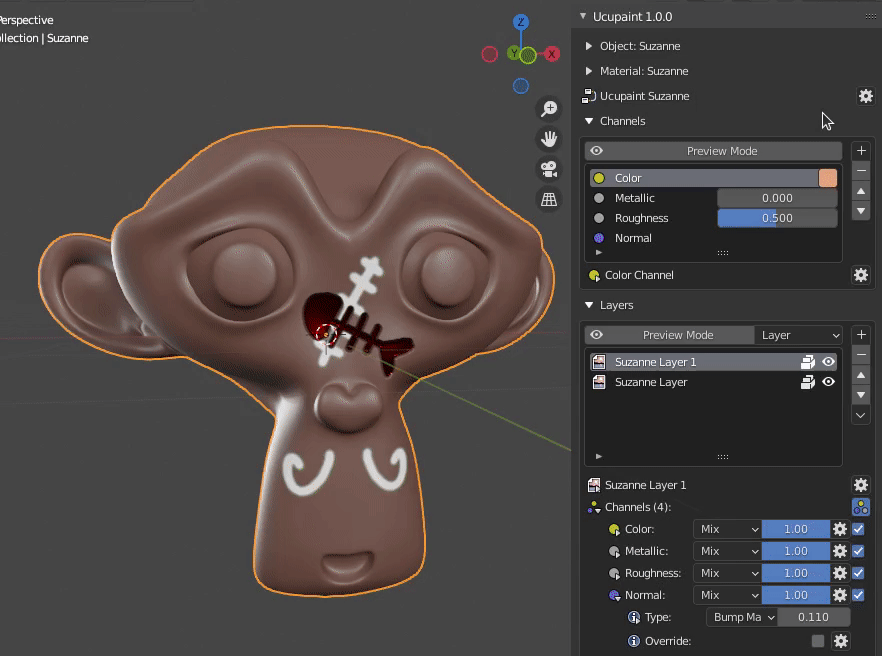 Perspective
llection | Suzanne
Z
Y
X
Ucupaint 1.0.0
Object: Suzanne
Material: Suzanne
Ucupaint Suzanne
Channels
Preview Mode
Color
Metallic 0.000
Roughness 0.500
Normal
Color Channel
Layers
Preview Mode Layer
Suzanne Layer 1
Suzanne Layer
Suzanne Layer 1
Channels (4):
Color: Mix 1.00
Metallic: Mix 1.00
Roughness: Mix 1.00
Normal: Mix 1.00
Type: Bump Ma 0.110
Override: